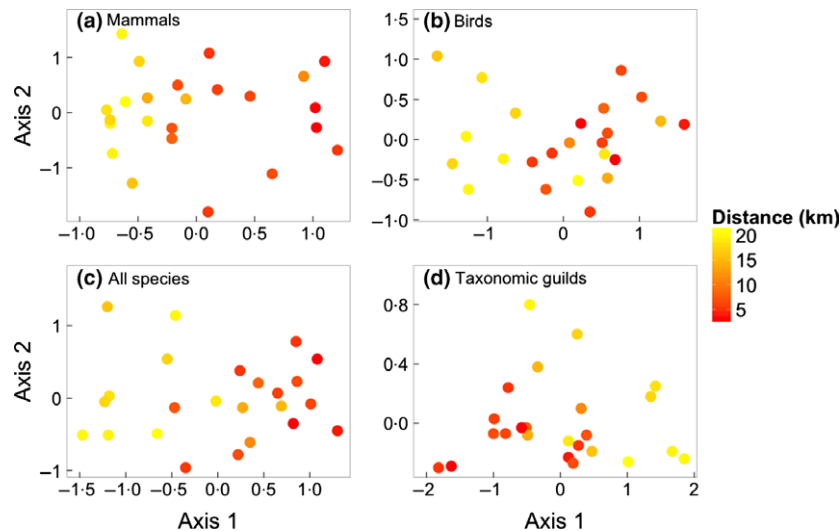 (a) Mammals
(b) Birds
Axis 2
1
0
−1
−1·0 −0·5 0·0 0·5 1·0
1·5
1·0
0·5
0·0
−0·5
−1·0
−1 0 1
Distance (km)
20
15
10
5
(c) All species
(d) Taxonomic guilds
Axis 2
1
0
−1
−1·5 −1·0 −0·5 0·0 0·5 1·0
0·8
0·4
0·0
−2 −1 0 1 2
Axis 1
Axis 1